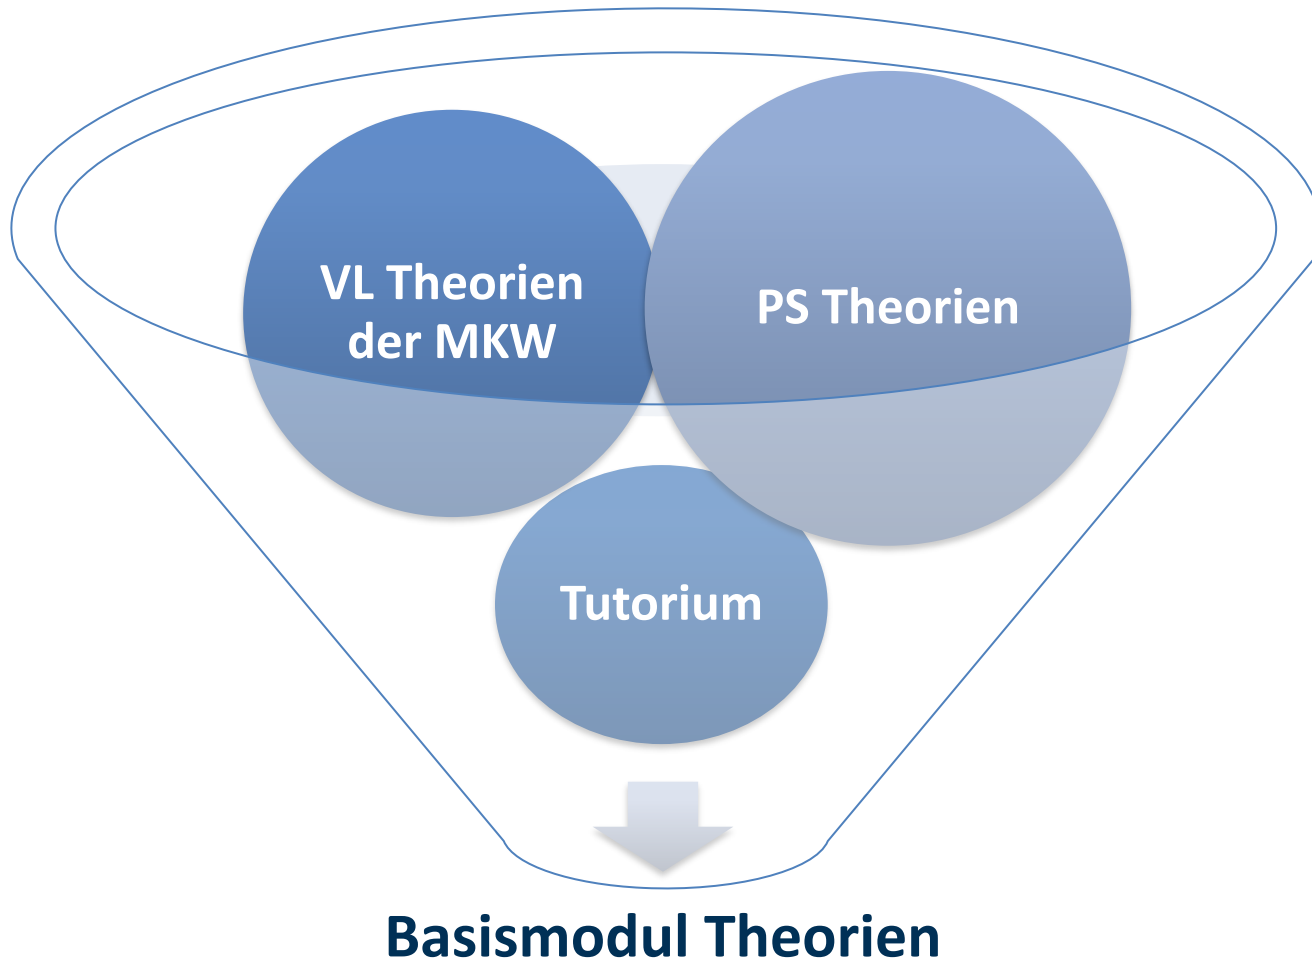 VL Theorien
der MKW
PS Theorien
Tutorium
Basismodul Theorien